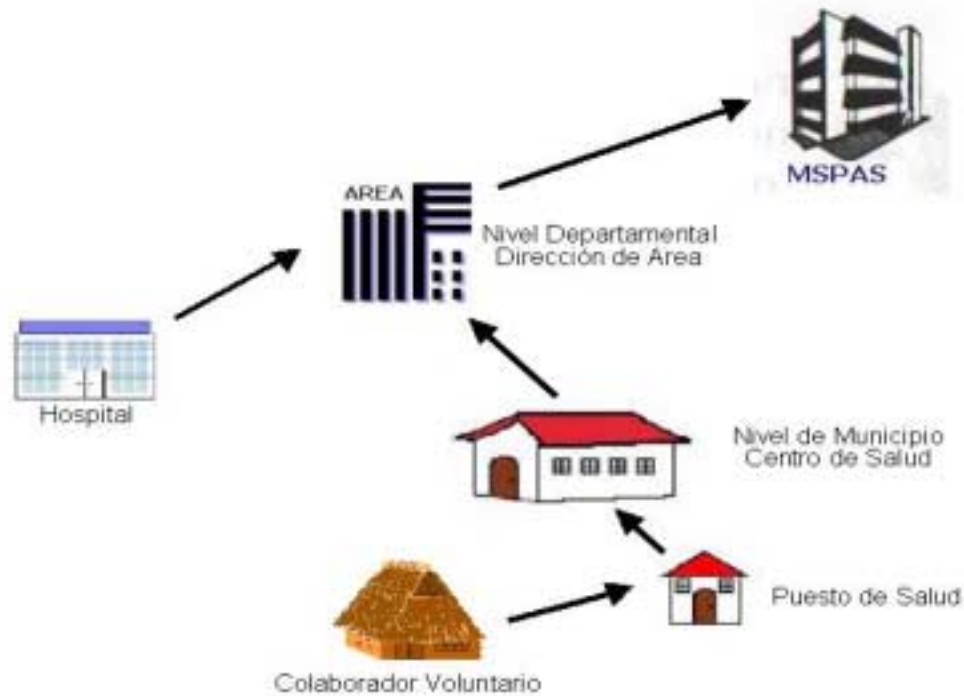 MSPAS
AREA
Nivel Departamental
Dirección de Area
Hospital
Nivel de Municipio
Centro de Salud
Puesto de Salud
Colaborador Voluntario